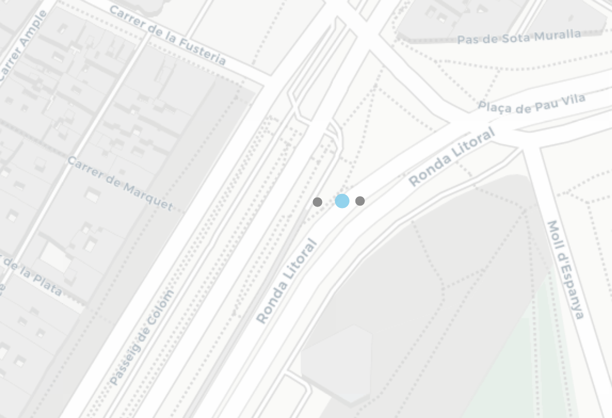 Carrer de la Fusteria
Carrer Ample
Pas de Sota Muralla
Plaça de Pau Vila
Ronda Litoral
Carrer de Marquet
Moll d'Espanya
de la Plata
Ronda Litoral
Passeig de Colom